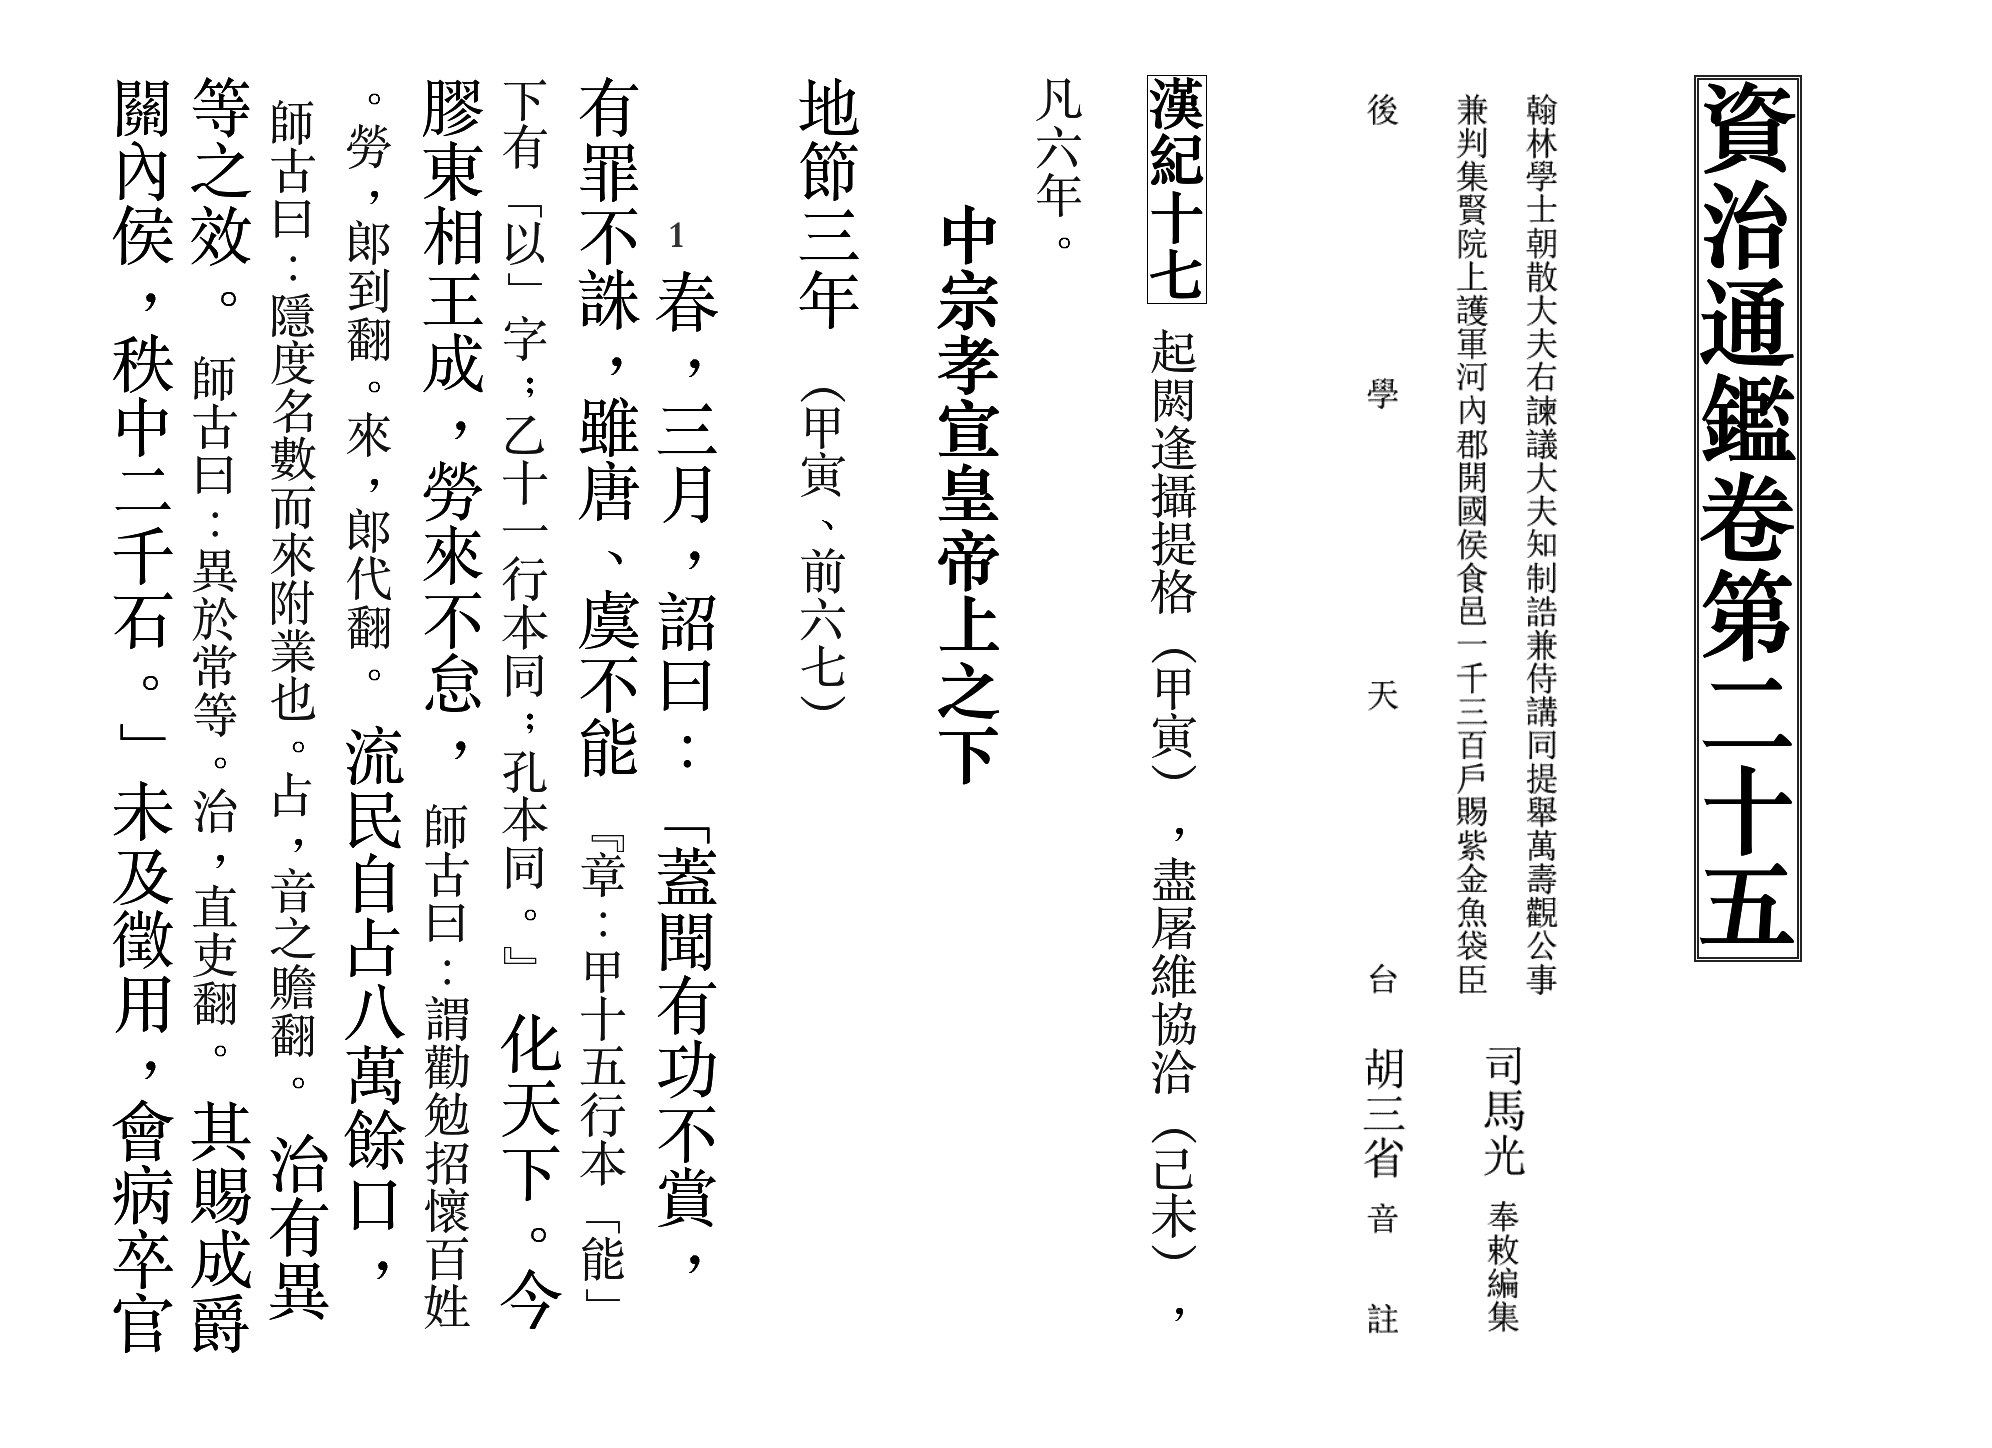 資治通鑑卷第二十五
翰林學士朝散大夫右諫議大夫知制誥兼侍講同提舉萬壽觀公事
兼判集賢院上護軍河內郡開國侯食邑一千三百戶賜紫金魚袋臣
司馬光 奉敕編集
後學天台 胡三省 音註
漢紀十七 起閼逢攝提格（甲寅），盡屠維協洽（己未），
凡六年。
中宗孝宣皇帝上之下
地節三年 （甲寅、前六七）
1 春，三月，詔曰：「蓋聞有功不賞，
有罪不誅，雖唐、虞不能 『章：甲十五行本「能」
下有「以」字；乙十一行本同；孔本同。』 化天下。今
膠東相王成，勞來不怠， 師古曰：謂勸勉招懷百姓
。勞，郞到翻。來，郎代翻。 流民自占八萬餘口，
師古曰：隱度名數而來附業也。占，音之贍翻。 治有異
等之效。 師古曰：異於常等。治，直吏翻。 其賜成爵
關內侯，秩中二千石。」未及徵用，會病卒官